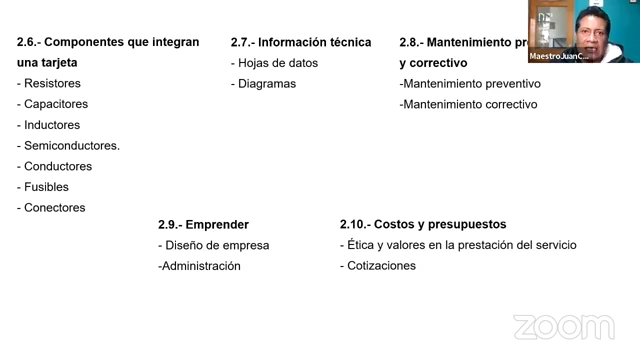 2.6.- Componentes que integran
una tarjeta
- Resistores
- Capacitores
- Inductores
- Semiconductores.
- Conductores
- Fusibles
- Conectores
2.7.- Información técnica
- Hojas de datos
- Diagramas
2.8.- Mantenimiento
y correctivo
-Mantenimiento preventivo
-Mantenimiento correctivo
MaestroJuanC...
2.9.- Emprender
- Diseño de empresa
-Administración
2.10.- Costos y presupuestos
- Ética y valores en la prestación del servicio
- Cotizaciones
zoom